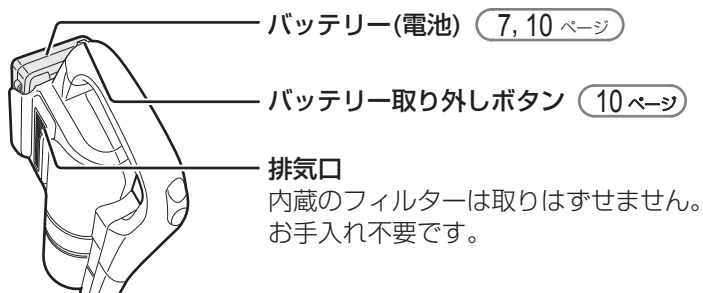 バッテリー(電池) 7, 10 ページ
バッテリー取り外しボタン 10 ページ
排気口
内蔵のフィルターは取りはずせません。
お手入れ不要です。